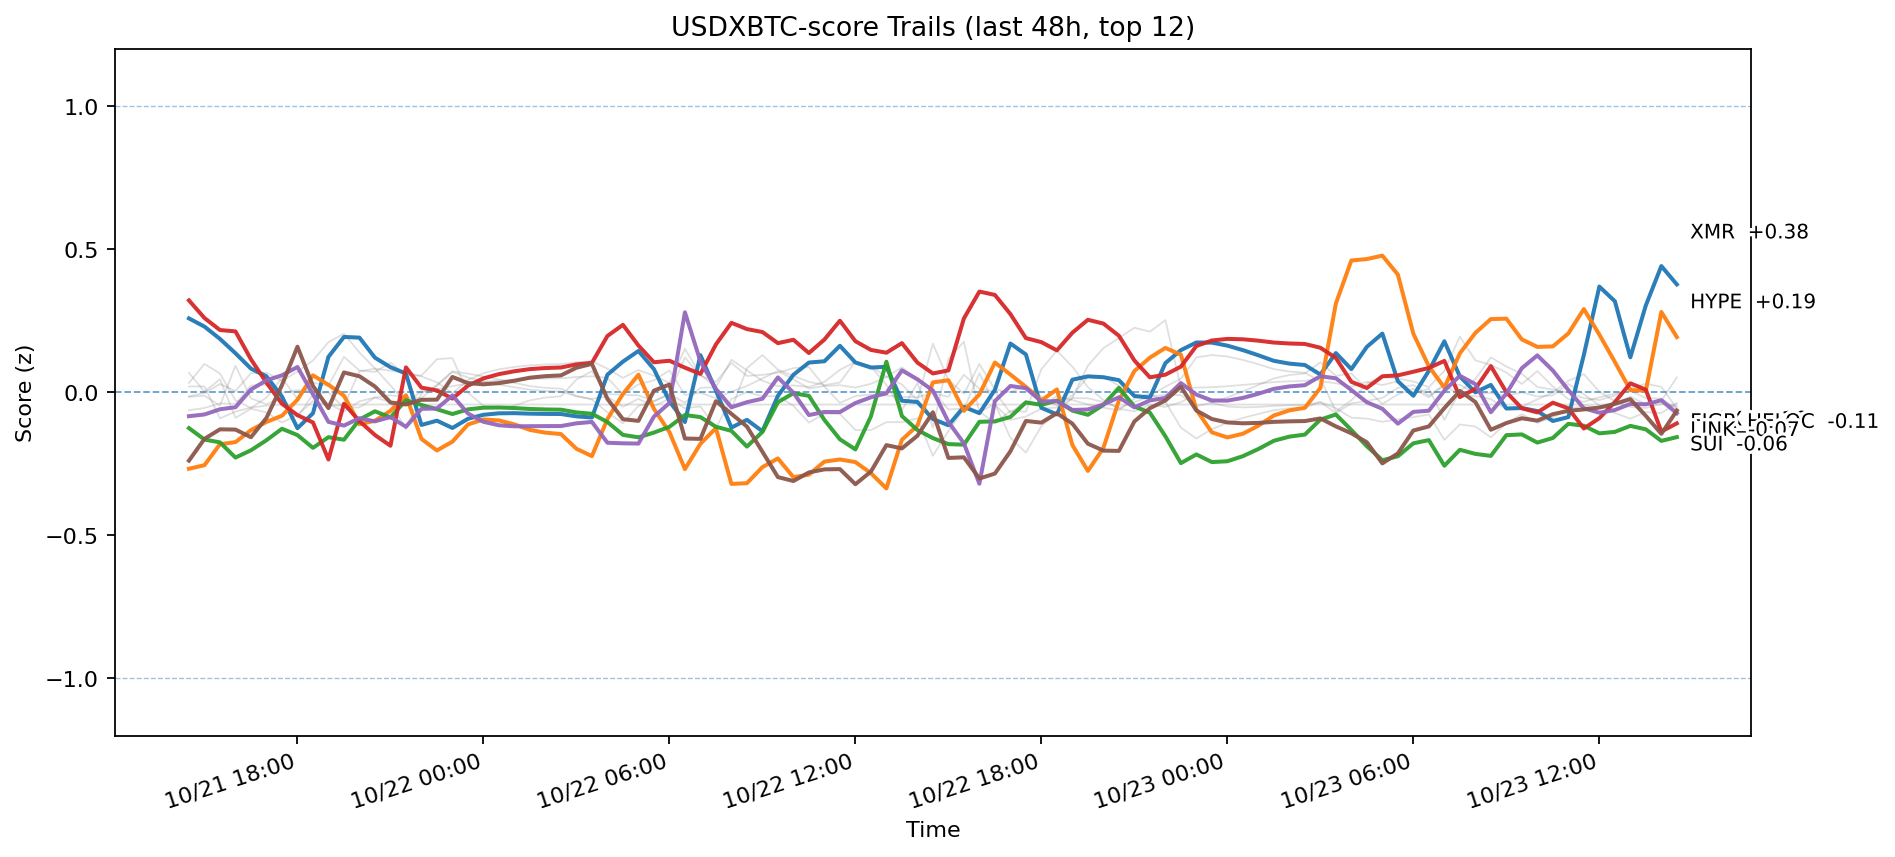 USDXBTC-score Trails (last 48h, top 12)
Score (z)
1.0
0.5
0.0
−0.5
−1.0
XMR +0.38
HYPE +0.19
-0.11
SUI -0.06
10/21 18:00
10/22 00:00
10/22 06:00
10/22 12:00
10/22 18:00
10/23 00:00
10/23 06:00
10/23 12:00
Time